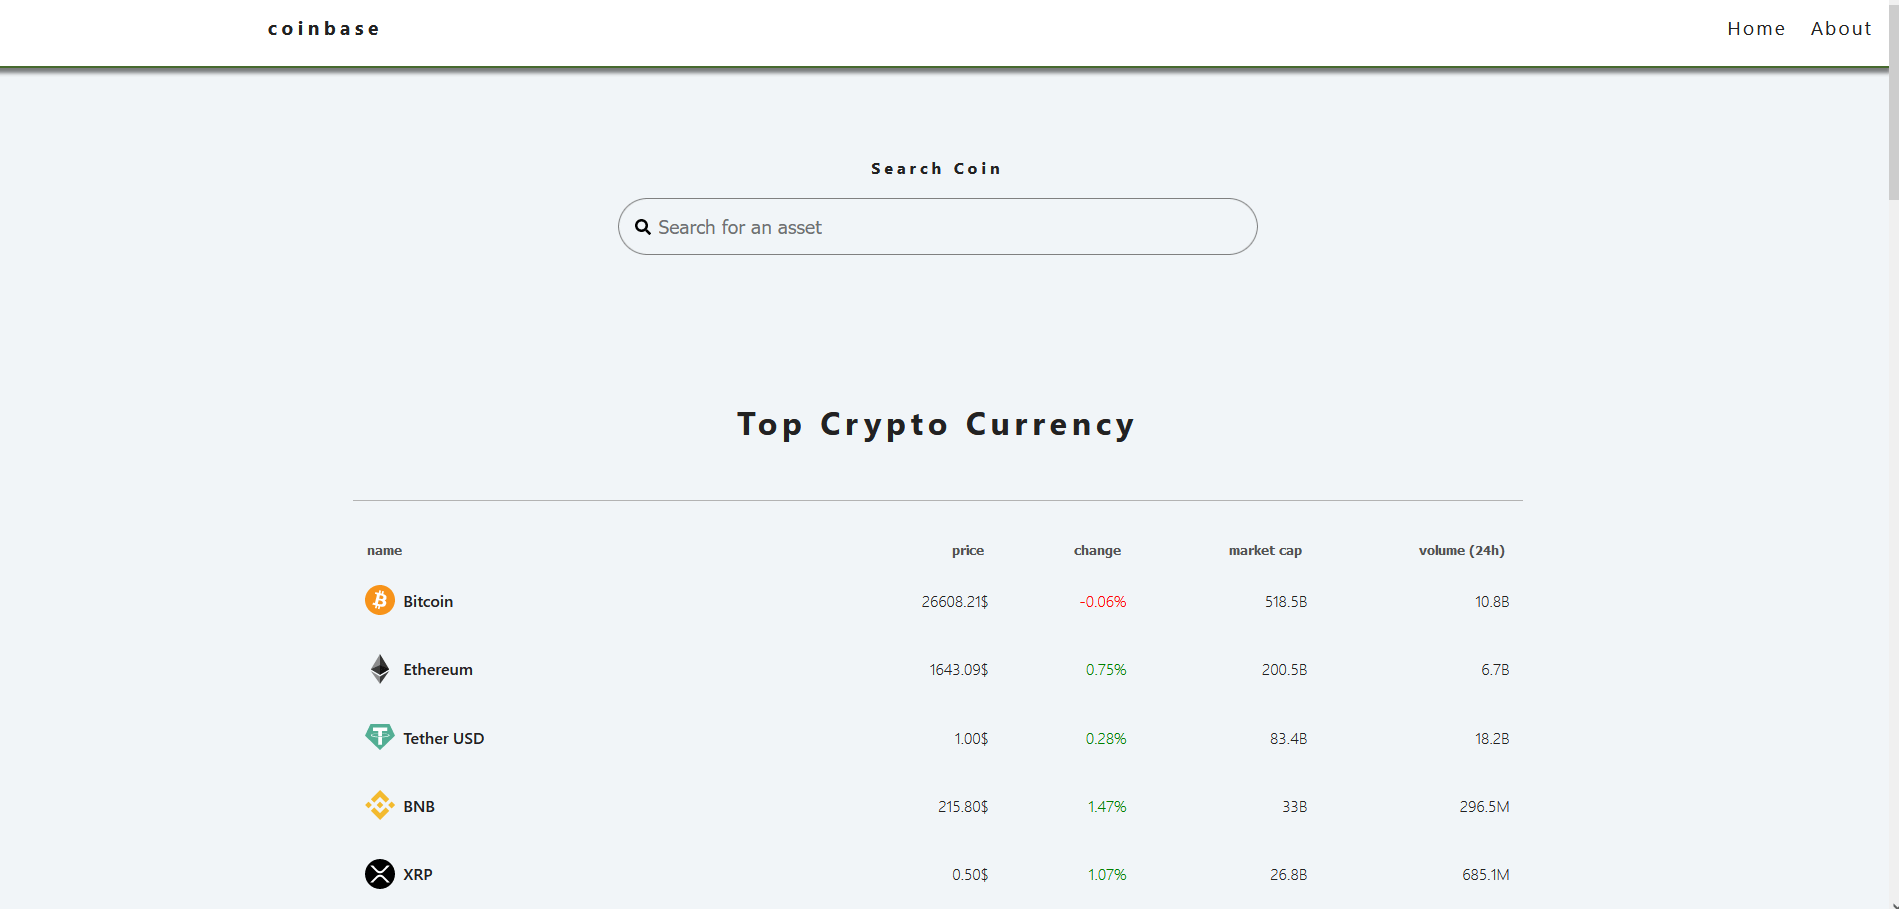 coinbase Home About
Search Coin
Search for an asset
Top Crypto Currency
name price change market cap volume (24h)
Bitcoin 26608.21$ -0.06% 518.5B 10.8B
Ethereum 1643.09$ 0.75% 200.5B 6.7B
Tether USD 1.00$ 0.28% 83.4B 18.2B
BNB 215.80$ 1.47% 33B 296.5M
XRP 0.50$ 1.07% 26.8B 685.1M